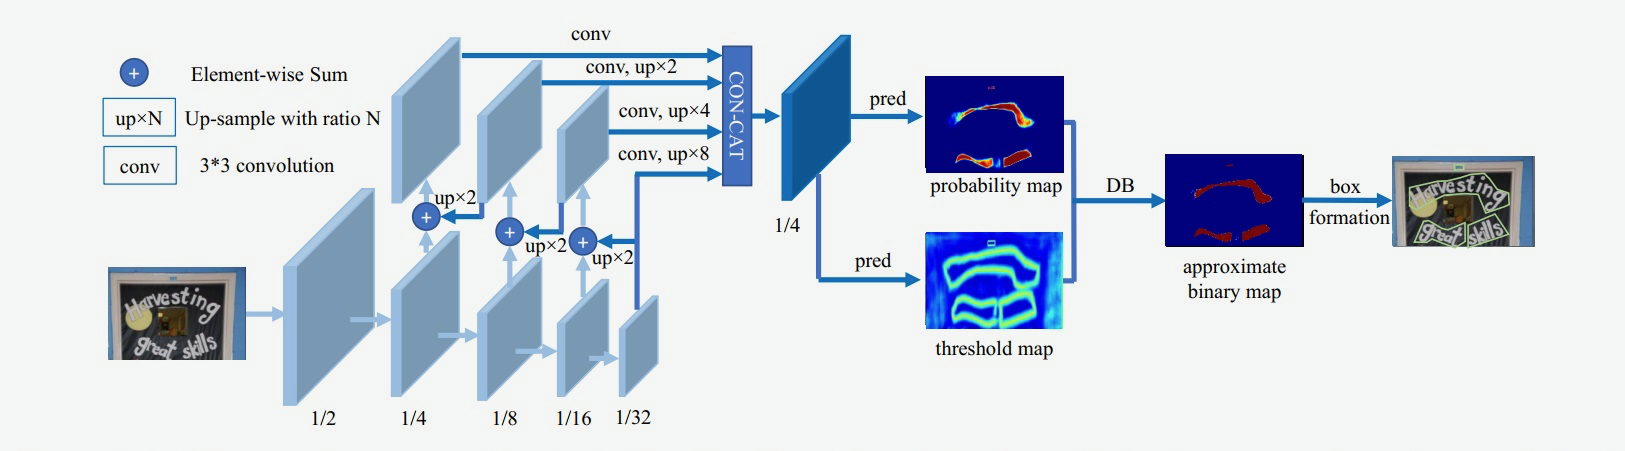 +
Element-wise Sum
up×N
Up-sample with ratio N
conv
3*3 convolution
conv
conv, up×2
conv, up×4
conv, up×8
CON-CAT
up×2
up×2
up×2
+
+
+
1/2
1/4
1/8
1/16
1/32
Harvesting
great skills
1/4
pred
pred
probability map
threshold map
DB
approximate
binary map
box
formation
Harvesting
great skills